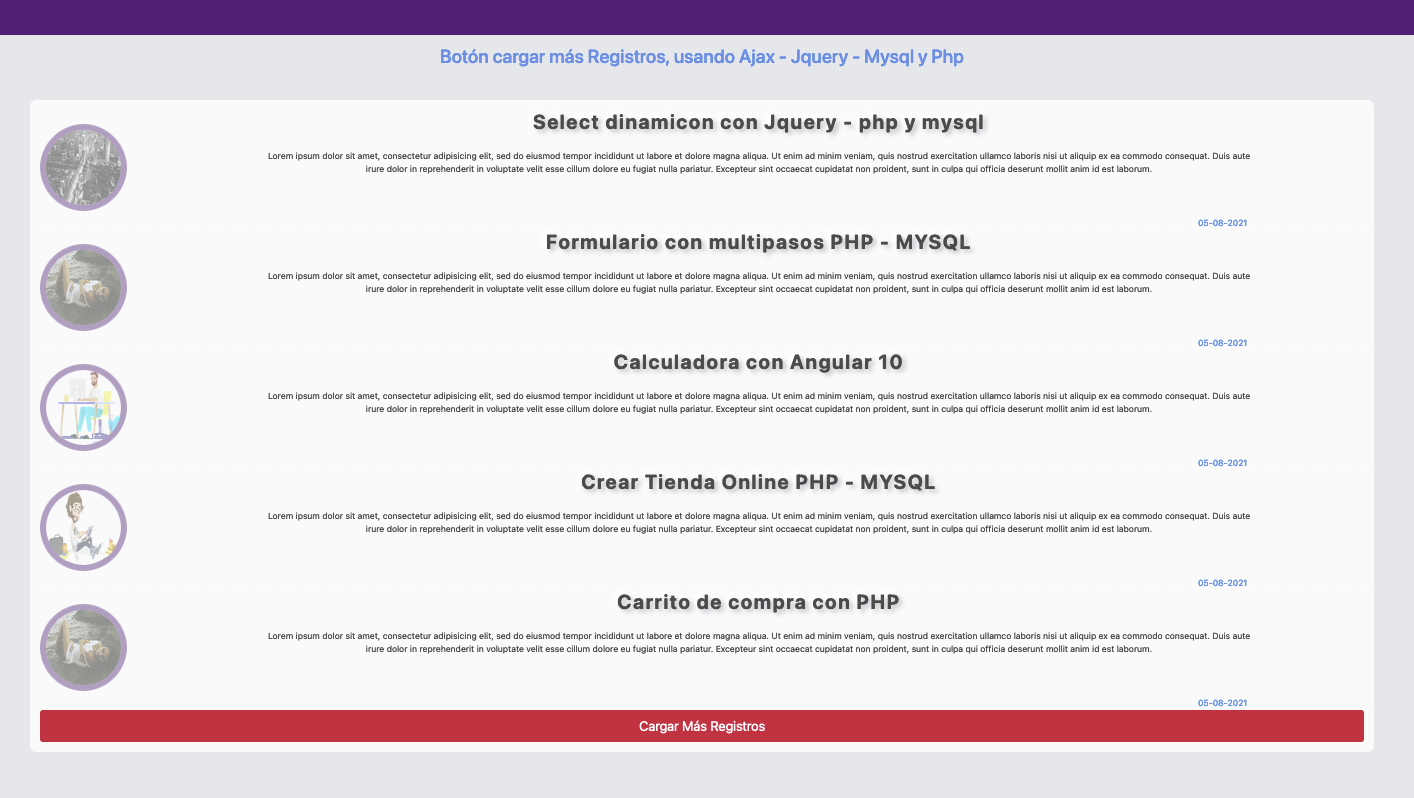 Botón cargar más Registros, usando Ajax - Jquery - Mysql y Php
Select dinamicon con Jquery - php y mysql
Lorem ipsum dolor sit amet, consectetur adipisicing elit, sed do eiusmod tempor incididunt ut labore et dolore magna aliqua. Ut enim ad minim veniam, quis nostrud exercitation ullamco laboris nisi ut aliquip ex ea commodo consequat. Duis aute
irure dolor in reprehenderit in voluptate velit esse cillum dolore eu fugiat nulla pariatur. Excepteur sint occaecat cupidatat non proident, sunt in culpa qui officia deserunt mollit anim id est laborum.
05-08-2021
Formulario con multipasos PHP - MYSQL
Lorem ipsum dolor sit amet, consectetur adipisicing elit, sed do eiusmod tempor incididunt ut labore et dolore magna aliqua. Ut enim ad minim veniam, quis nostrud exercitation ullamco laboris nisi ut aliquip ex ea commodo consequat. Duis aute
irure dolor in reprehenderit in voluptate velit esse cillum dolore eu fugiat nulla pariatur. Excepteur sint occaecat cupidatat non proident, sunt in culpa qui officia deserunt mollit anim id est laborum.
05-08-2021
Calculadora con Angular 10
Lorem ipsum dolor sit amet, consectetur adipisicing elit, sed do eiusmod tempor incididunt ut labore et dolore magna aliqua. Ut enim ad minim veniam, quis nostrud exercitation ullamco laboris nisi ut aliquip ex ea commodo consequat. Duis aute
irure dolor in reprehenderit in voluptate velit esse cillum dolore eu fugiat nulla pariatur. Excepteur sint occaecat cupidatat non proident, sunt in culpa qui officia deserunt mollit anim id est laborum.
05-08-2021
Crear Tienda Online PHP - MYSQL
Lorem ipsum dolor sit amet, consectetur adipisicing elit, sed do eiusmod tempor incididunt ut labore et dolore magna aliqua. Ut enim ad minim veniam, quis nostrud exercitation ullamco laboris nisi ut aliquip ex ea commodo consequat. Duis aute
irure dolor in reprehenderit in voluptate velit esse cillum dolore eu fugiat nulla pariatur. Excepteur sint occaecat cupidatat non proident, sunt in culpa qui officia deserunt mollit anim id est laborum.
05-08-2021
Carrito de compra con PHP
Lorem ipsum dolor sit amet, consectetur adipisicing elit, sed do eiusmod tempor incididunt ut labore et dolore magna aliqua. Ut enim ad minim veniam, quis nostrud exercitation ullamco laboris nisi ut aliquip ex ea commodo consequat. Duis aute
irure dolor in reprehenderit in voluptate velit esse cillum dolore eu fugiat nulla pariatur. Excepteur sint occaecat cupidatat non proident, sunt in culpa qui officia deserunt mollit anim id est laborum.
05-08-2021
Cargar Más Registros